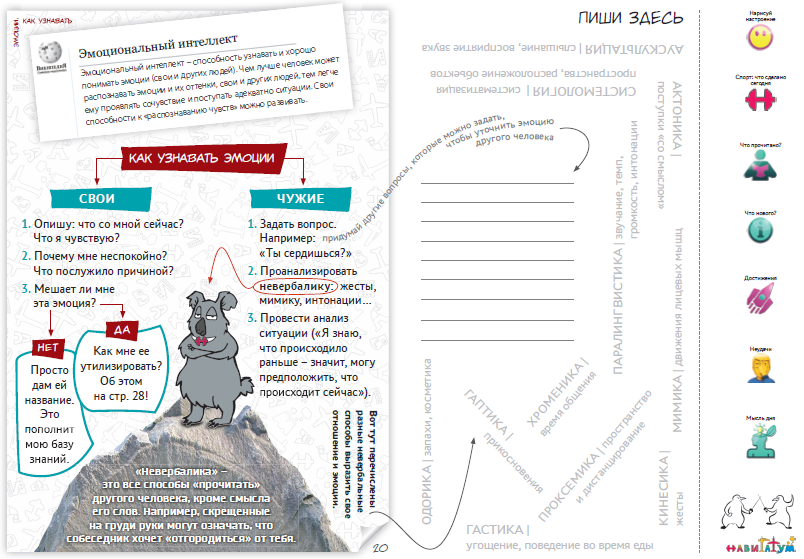 ЭМОЦИИ.
КАК УЗНАВАТЬ
ВикипедиЯ
Эмоциональный интеллект
Эмоциональный интеллект – способность узнавать и хорошо
понимать эмоции (свои и других людей). Чем лучше человек может
распознавать эмоции и их оттенки, свои и других людей, тем легче
ему проявлять сочувствие и поступать адекватно ситуации. Свои
способности к «распознаванию чувств» можно развивать.
КАК УЗНАВАТЬ ЭМОЦИИ
СВОИ
1. Опишу: что со мной сейчас?
Что я чувствую?
2. Почему мне неспокойно?
Что послужило причиной?
3. Мешает ли мне
эта эмоция?
НЕТ
Просто
дам ей
название.
Это
пополнит
мою базу
знаний.
ДА
Как мне ее
утилизировать?
Об этом
на стр. 28!
ЧУЖИЕ
1. Задать вопрос.
Например:
«Ты сердишься?»
2. Проанализировать
невербалику: жесты,
мимику, интонации...
3. Провести анализ
ситуации («Я знаю,
что происходило
раньше – значит, могу
предположить, что
происходит сейчас»).
придумай другие вопросы, которые можно задать,
чтобы уточнить эмоцию
другого человека
«Невербалика» –
это все способы «прочитать»
другого человека, кроме смысла
его слов. Например, скрещенные
на груди руки могут означать, что
собеседник хочет «отгородиться» от тебя.
Вот тут перечислены
разные невербальные
способы выразить свое
отношение и эмоции.
20
ПИШИ ЗДЕСЬ
АУСКУЛЬТАЦИЯ | слышание, восприятие звука
СИСТЕМОЛОГИЯ | систематизация
пространства, расположение объектов
АКТОНИКА |
поступки «со смыслом»
ПАРАЛИНГВИСТИКА | звучание, темп,
громкость, интонации
МИМИКА | движения лицевых мышц
КИНЕСИКА |
жесты
ПРОКСЕМИКА | пространство
и дистанцирование
ХРОНЕМИКА |
время общения
ГАПТИКА |
прикосновения
ОДОРИКА | запахи, косметика
ГАСТИКА |
угощение, поведение во время еды
Нарисуй
настроение
Спорт: что сделано
сегодня
Что прочитано?
Что нового?
Достижения
Неудачи
Мысль дня
НАВИГАТУМ